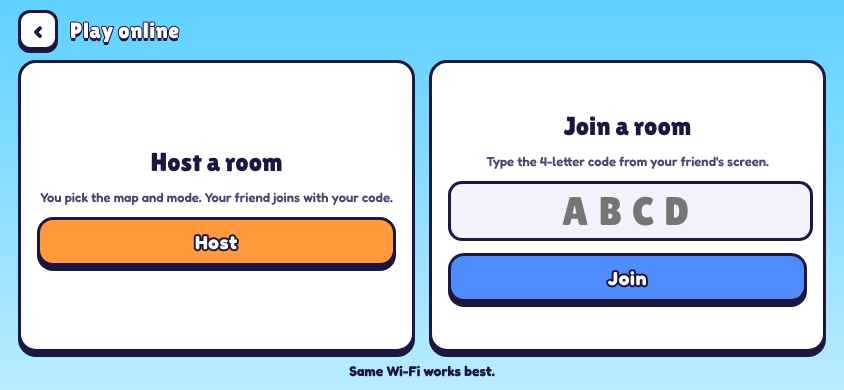 Play online
Host a room
You pick the map and mode. Your friend joins with your code.
Host
Join a room
Type the 4-letter code from your friend's screen.
A B C D
Join
Same Wi-Fi works best.